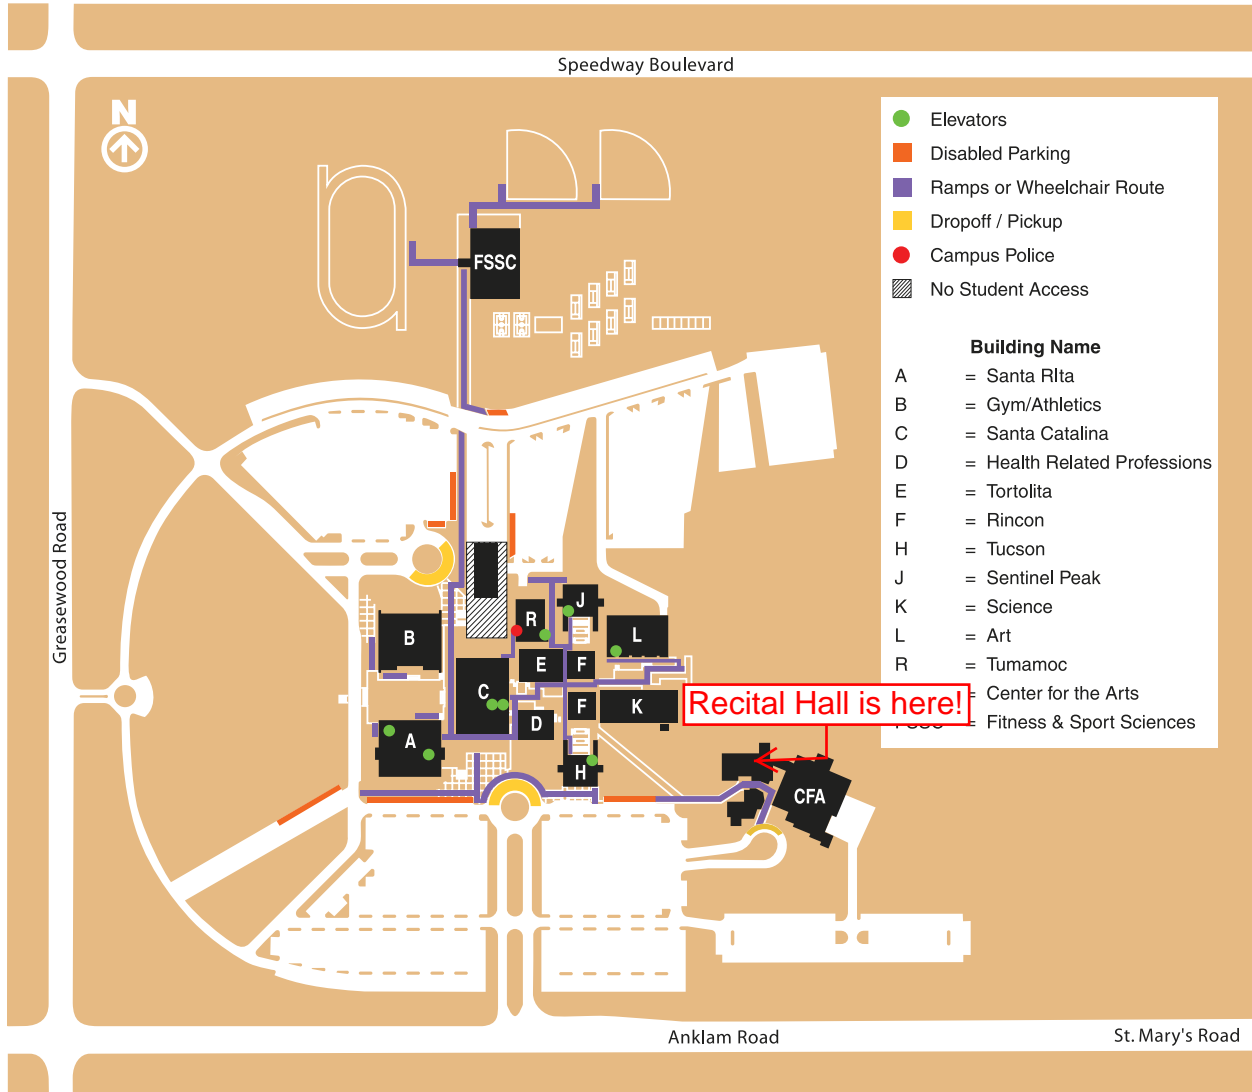 Speedway Boulevard
N
Elevators
Disabled Parking
Ramps or Wheelchair Route
Dropoff / Pickup
Campus Police
No Student Access
Building Name
A = Santa RIta
B = Gym/Athletics
C = Santa Catalina
D = Health Related Professions
E = Tortolita
F = Rincon
H = Tucson
J = Sentinel Peak
K = Science
L = Art
R = Tumamoc
= Center for the Arts
= Fitness & Sport Sciences
FSSC
Greasewood Road
J
R
L
B
E
F
C
F
K
D
A
H
Recital Hall is here!
CFA
Anklam Road
St. Mary's Road